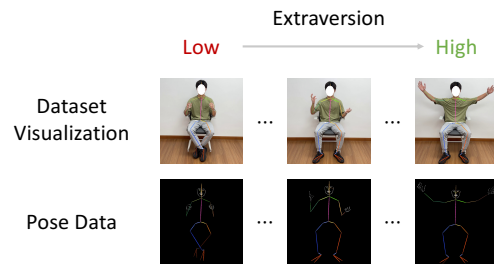 Extraversion
Low
High
Dataset
Visualization
...
...
Pose Data
...
...